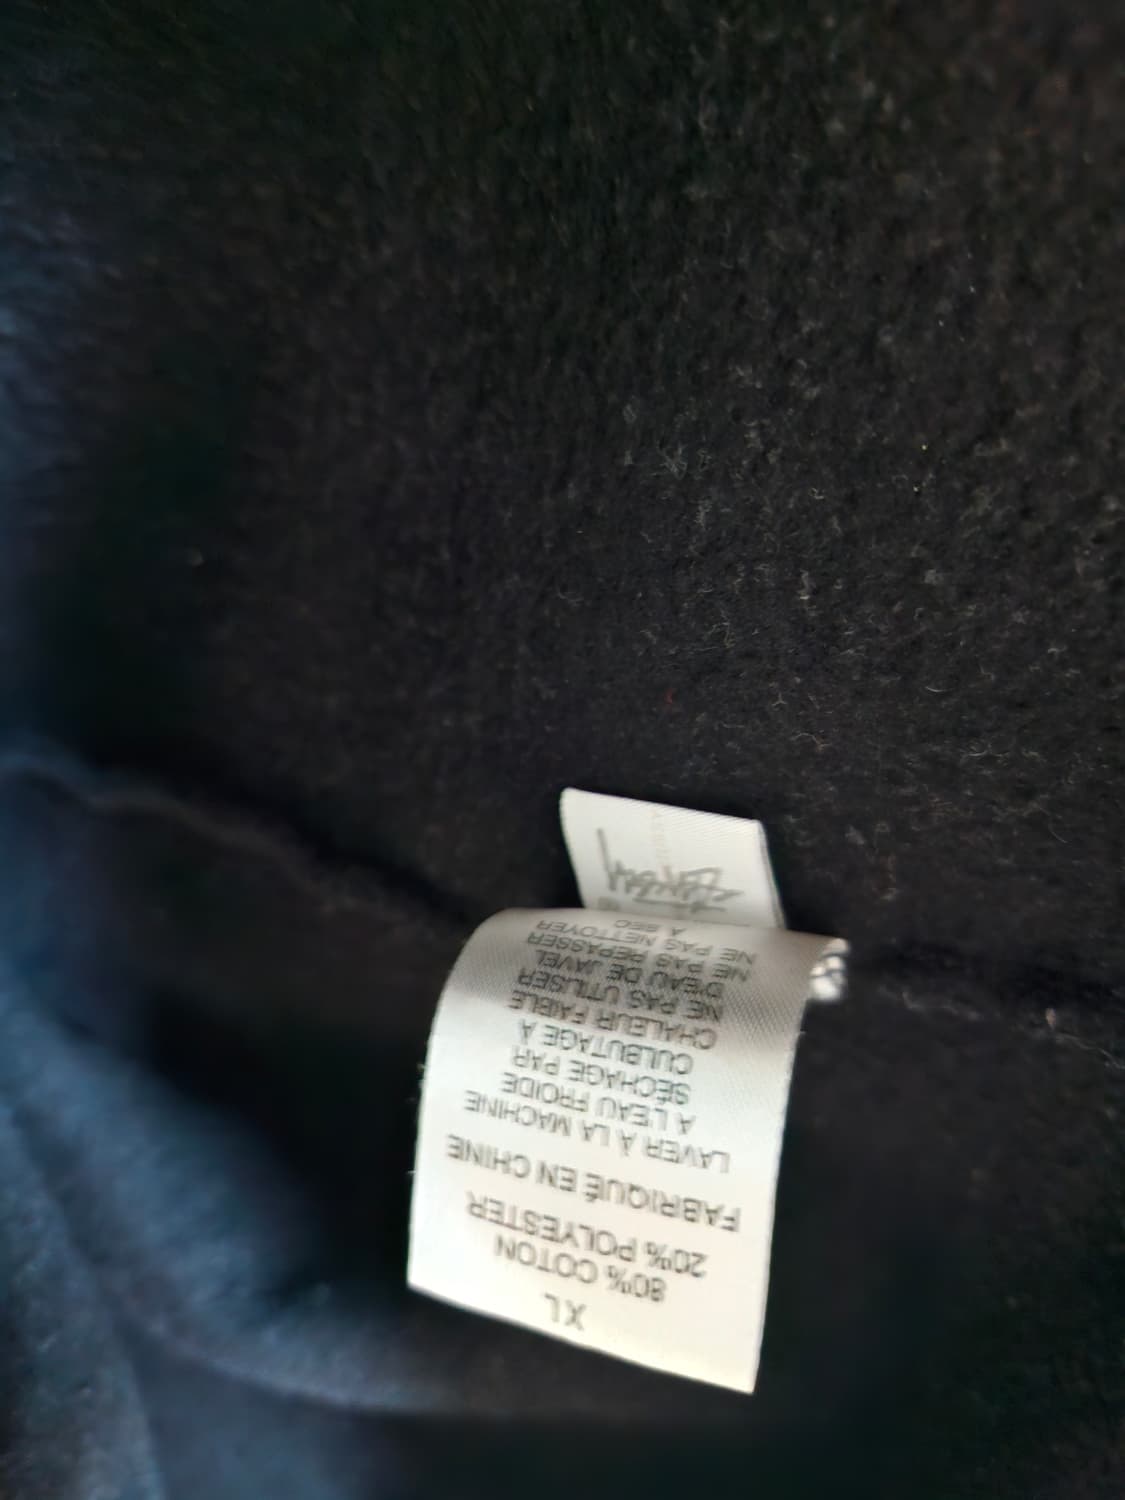 XL
80% COTON
20% POLYESTER
FABRIQUÉ EN CHINE
LAVER À LA MACHINE
A L'EAU FROIDE
SÉCHAGE PAR
CULBUTAGE À
CHALEUR FAIBLE
NE PAS UTILISER
D'EAU DE JAVEL
NE PAS REPASSER
NE PAS NETTOYER
A SEC